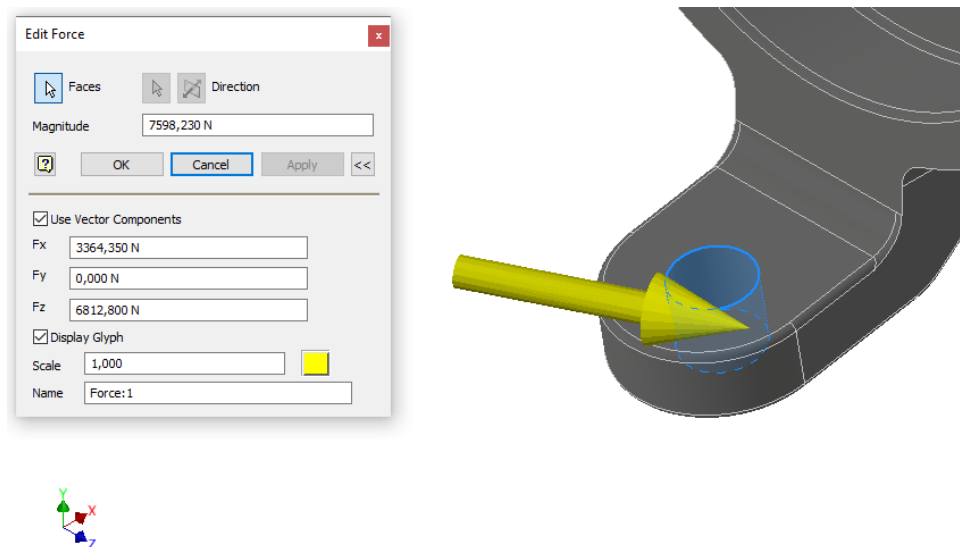 Edit Force
x
Faces
Direction
Magnitude 7598,230 N
OK Cancel Apply <<
Use Vector Components
Fx 3364,350 N
Fy 0,000 N
Fz 6812,800 N
Display Glyph
Scale 1,000
Name Force:1
Y
X
Z